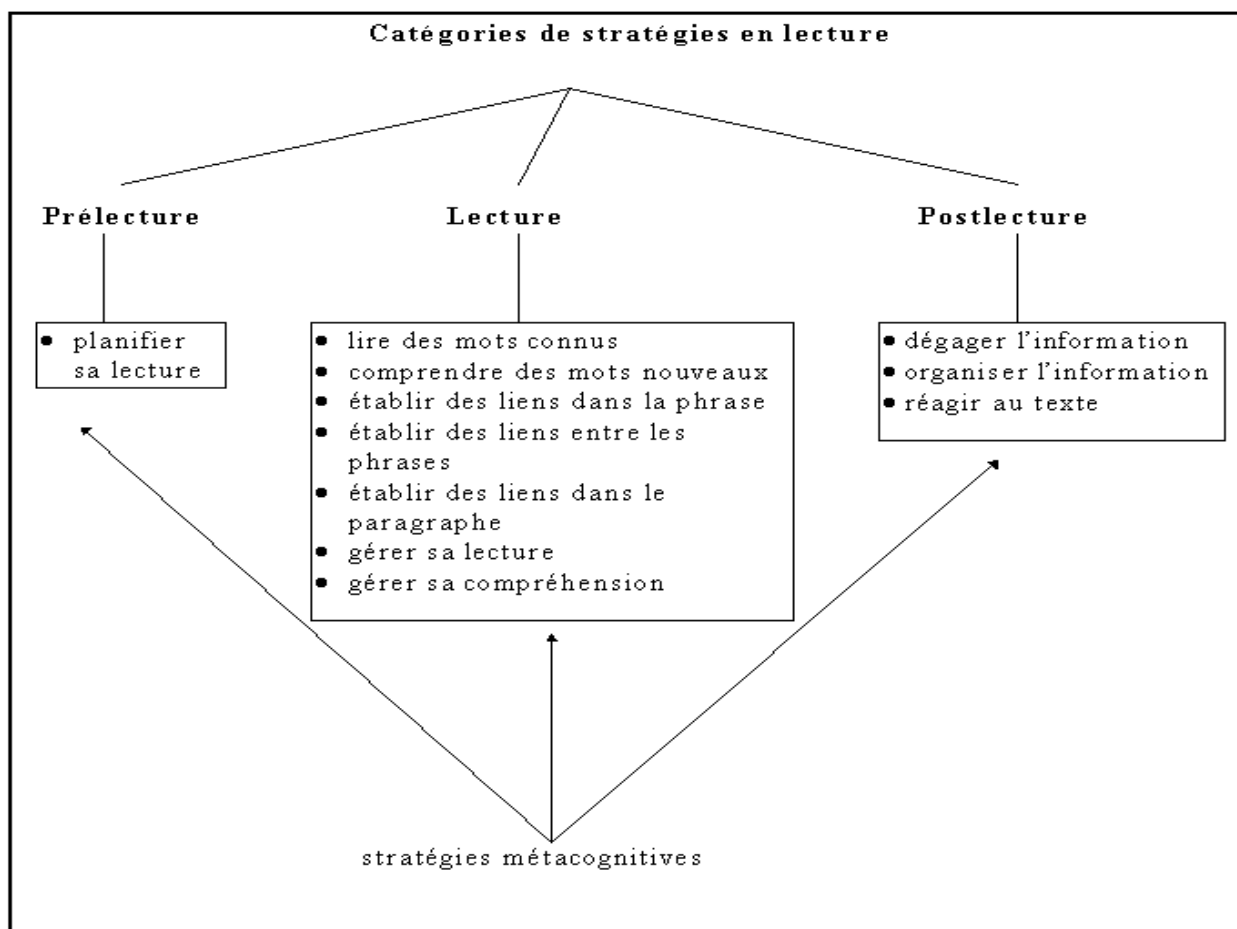 Catégories de stratégies en lecture
Prélecture
Lecture
Postlecture
• planifier
sa lecture
• lire des mots connus
• comprendre des mots nouveaux
• établir des liens dans la phrase
• établir des liens entre les
phrases
• établir des liens dans le
paragraphe
• gérer sa lecture
• gérer sa compréhension
• dégager l'information
• organiser l'information
• réagir au texte
stratégies métacognitives